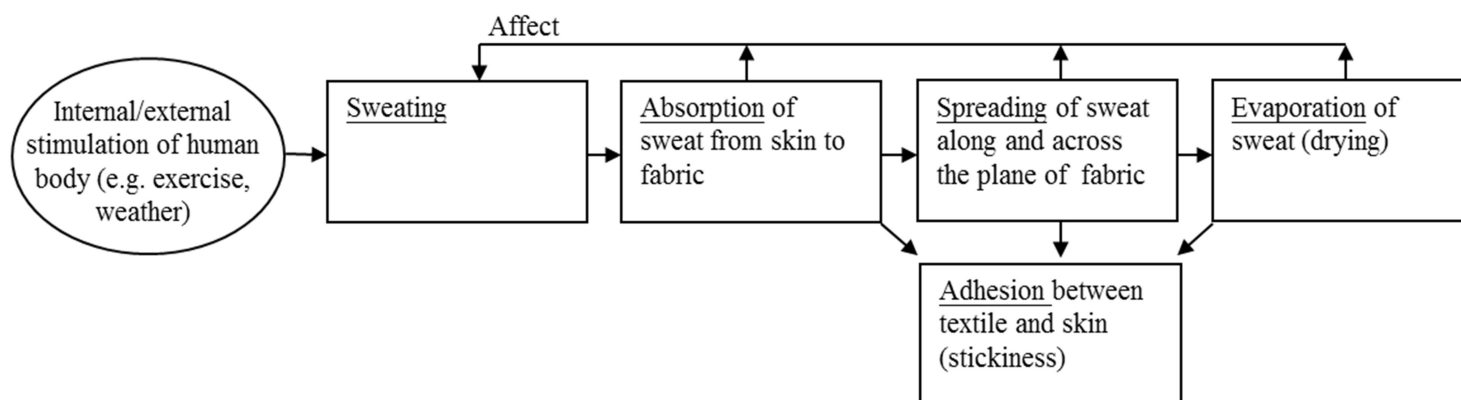 Affect
Internal/external
stimulation of human
body (e.g. exercise,
weather)
Sweating
Absorption of
sweat from skin to
fabric
Spreading of sweat
along and across
the plane of fabric
Evaporation of
sweat (drying)
Adhesion between
textile and skin
(stickiness)